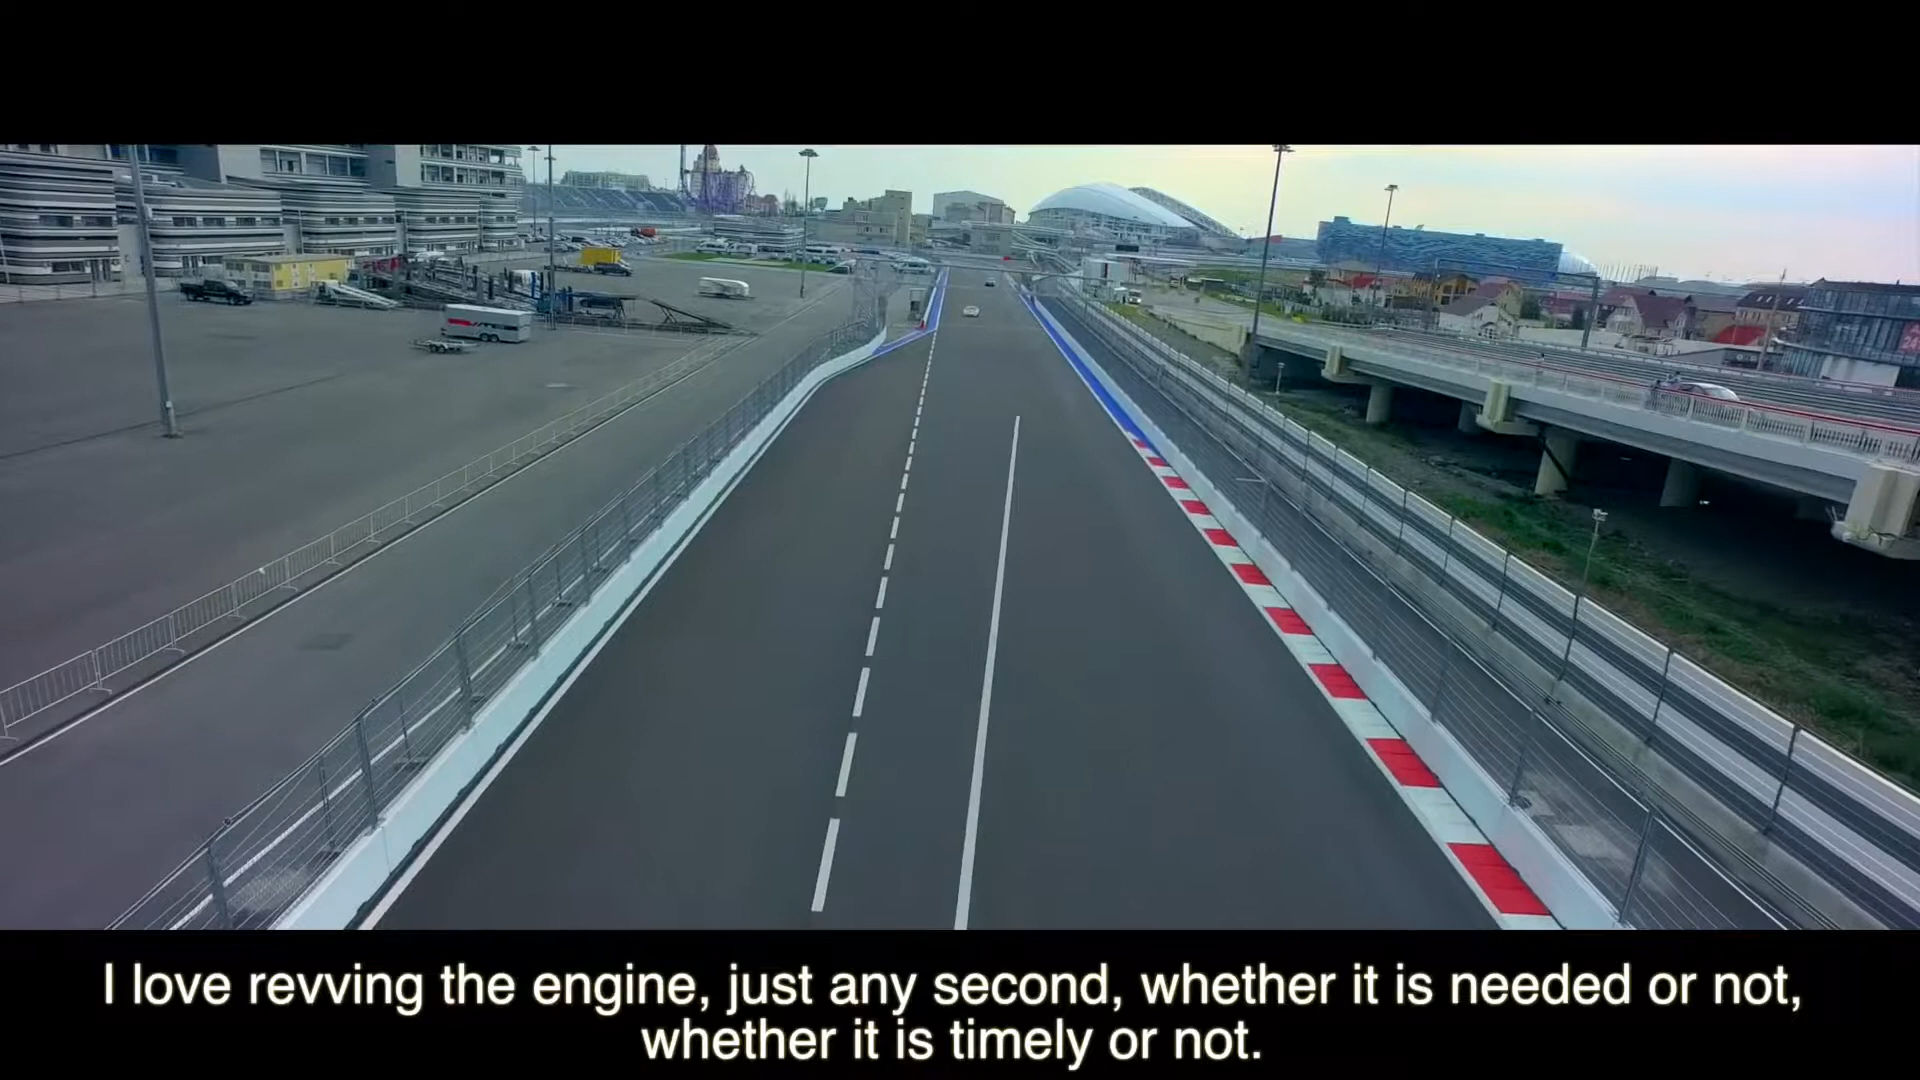 I love revving the engine, just any second, whether it is needed or not,
whether it is timely or not.